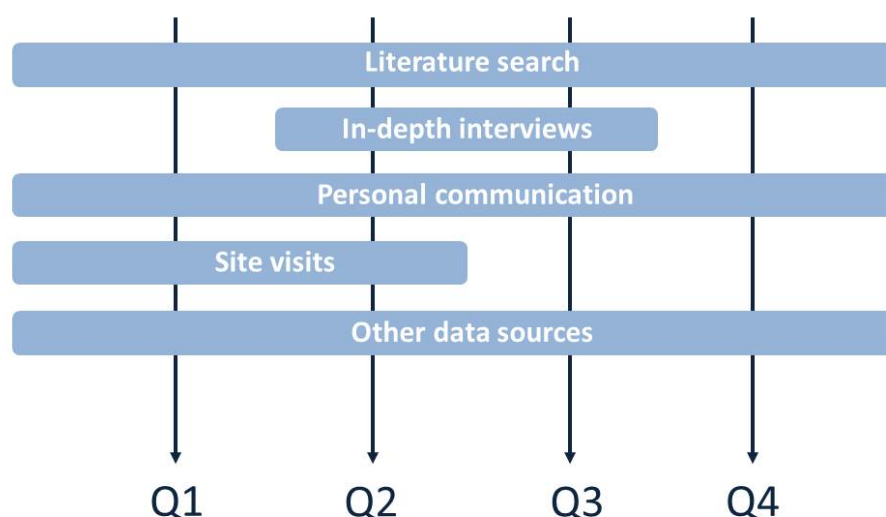 Literature search
In-depth interviews
Personal communication
Site visits
Other data sources
Q1 Q2 Q3 Q4